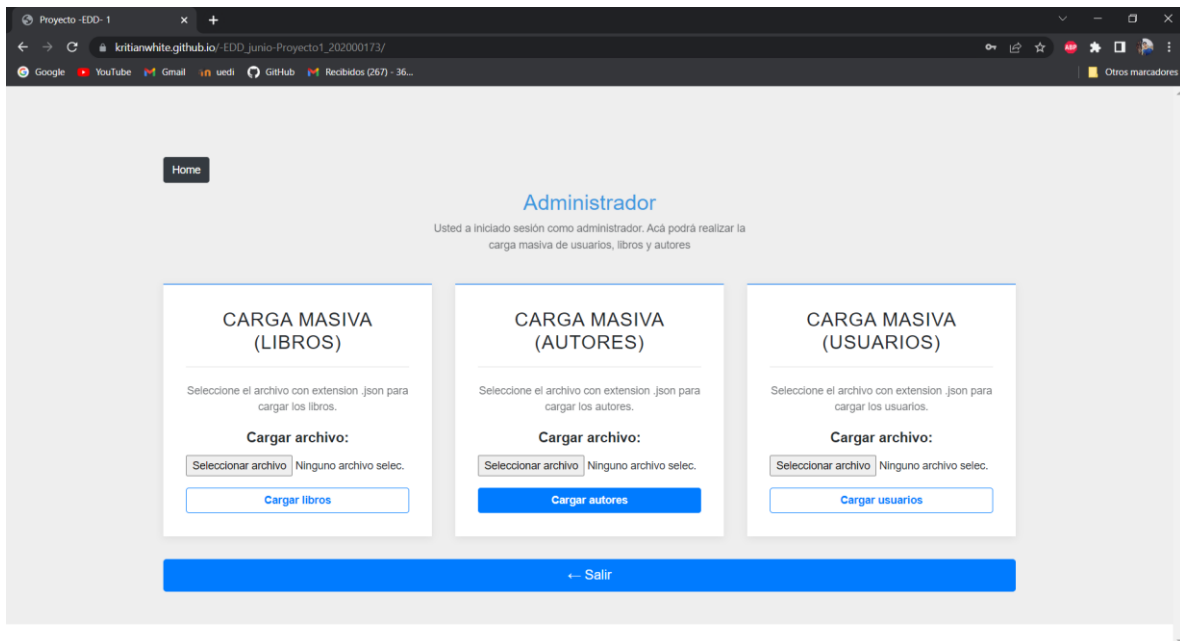 Proyecto -EDD- 1
kritianwhite.github.io/-EDD_junio-Proyecto1_202000173/
Google YouTube Gmail uedi GitHub Recibidos (267) - 36... Otros marcadores
Home
Administrador
Usted a iniciado sesión como administrador. Acá podrá realizar la
carga masiva de usuarios, libros y autores
CARGA MASIVA
(LIBROS)
Seleccione el archivo con extension .json para
cargar los libros.
Cargar archivo:
Seleccionar archivo Ninguno archivo selec.
Cargar libros
CARGA MASIVA
(AUTORES)
Seleccione el archivo con extension .json para
cargar los autores.
Cargar archivo:
Seleccionar archivo Ninguno archivo selec.
Cargar autores
CARGA MASIVA
(USUARIOS)
Seleccione el archivo con extension .json para
cargar los usuarios.
Cargar archivo:
Seleccionar archivo Ninguno archivo selec.
Cargar usuarios
← Salir